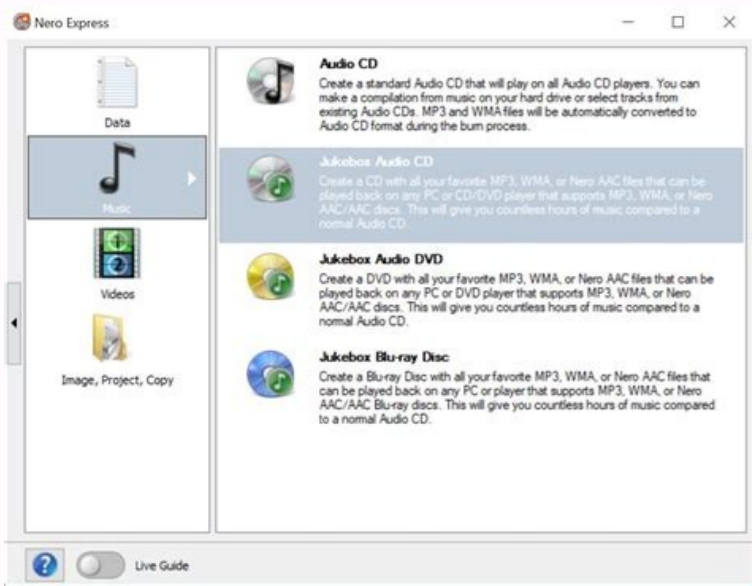 Nero Express
Data
Music
Videos
Image, Project, Copy
Audio CD
Create a standard Audio CD that will play on all Audio CD players. You can
make a compilation from music on your hard drive or select tracks from
existing Audio CDs. MP3 and WMA files will be automatically converted to
Audio CD format during the burn process.
Jukebox Audio CD
Create a CD with all your favorite MP3, WMA, or Nero AAC files that can be
played back on any PC or CD/DVD player that supports MP3, WMA, or Nero
AAC/AAC discs. This will give you countless hours of music compared to a
normal Audio CD.
Jukebox Audio DVD
Create a DVD with all your favorite MP3, WMA, or Nero AAC files that can be
played back on any PC or DVD player that supports MP3, WMA, or Nero
AAC/AAC discs. This will give you countless hours of music compared to a
normal Audio CD.
Jukebox Blu-ray Disc
Create a Blu-ray Disc with all your favorite MP3, WMA, or Nero AAC files that
can be played back on any PC or player that supports MP3, WMA, or Nero
AAC/AAC Blu-ray discs. This will give you countless hours of music compared
to a normal Audio CD.
Live Guide